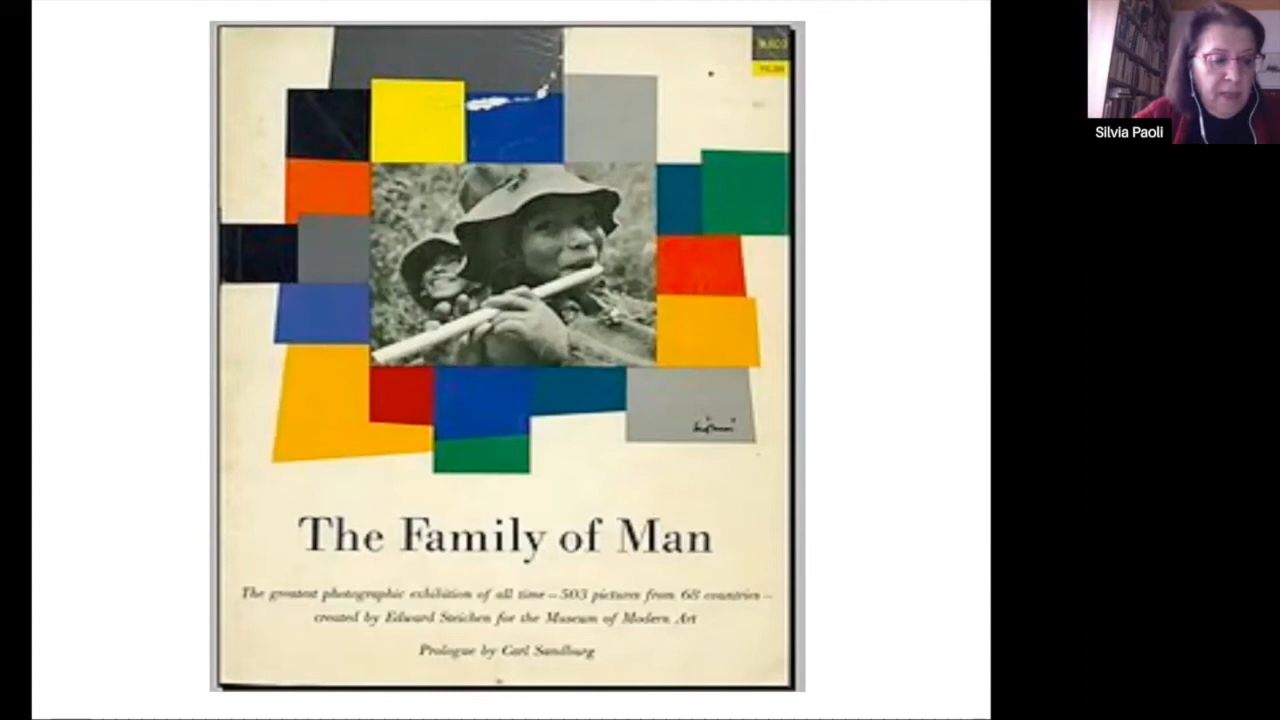 Silvia Paoli
The Family of Man
The greatest photographic exhibition of all time – 503 pictures from 68 countries –
created by Edward Steichen for the Museum of Modern Art
Prologue by Carl Sandburg